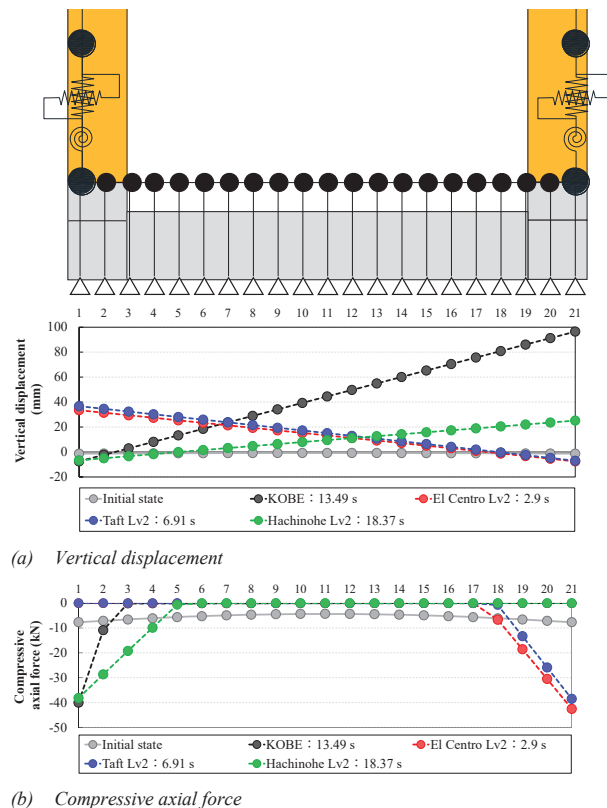 1 2 3 4 5 6 7 8 9 10 11 12 13 14 15 16 17 18 19 20 21
100
80
60
40
20
0
-20
Vertical displacement
(mm)
Initial state
KOBE：13.49 s
El Centro Lv2：2.9 s
Taft Lv2：6.91 s
Hachinohe Lv2：18.37 s
(a) Vertical displacement
1 2 3 4 5 6 7 8 9 10 11 12 13 14 15 16 17 18 19 20 21
0
-10
-20
-30
-40
-50
Compressive
axial force (kN)
Initial state
KOBE：13.49 s
El Centro Lv2：2.9 s
Taft Lv2：6.91 s
Hachinohe Lv2：18.37 s
(b) Compressive axial force